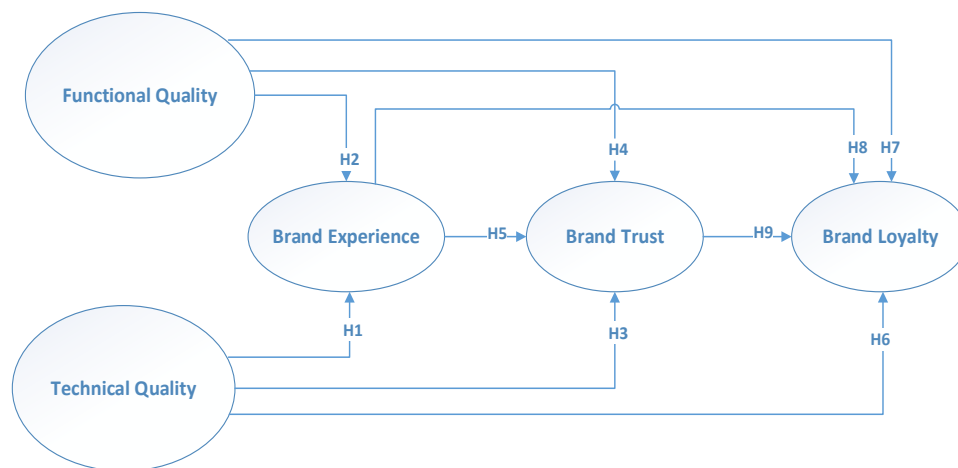 Functional Quality
H2
H4
H8
H7
Brand Experience
H5
Brand Trust
H9
Brand Loyalty
H1
H3
H6
Technical Quality